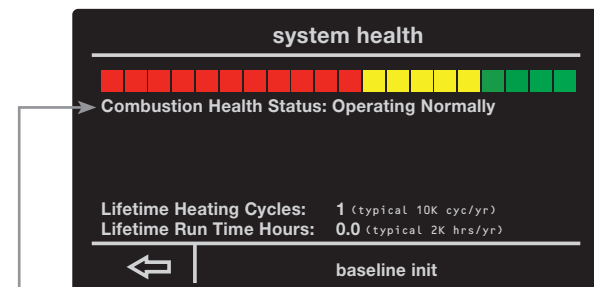 system health
Combustion Health Status: Operating Normally
Lifetime Heating Cycles: 1 (typical 10K cyc/yr)
Lifetime Run Time Hours: 0.0 (typical 2K hrs/yr)
baseline init